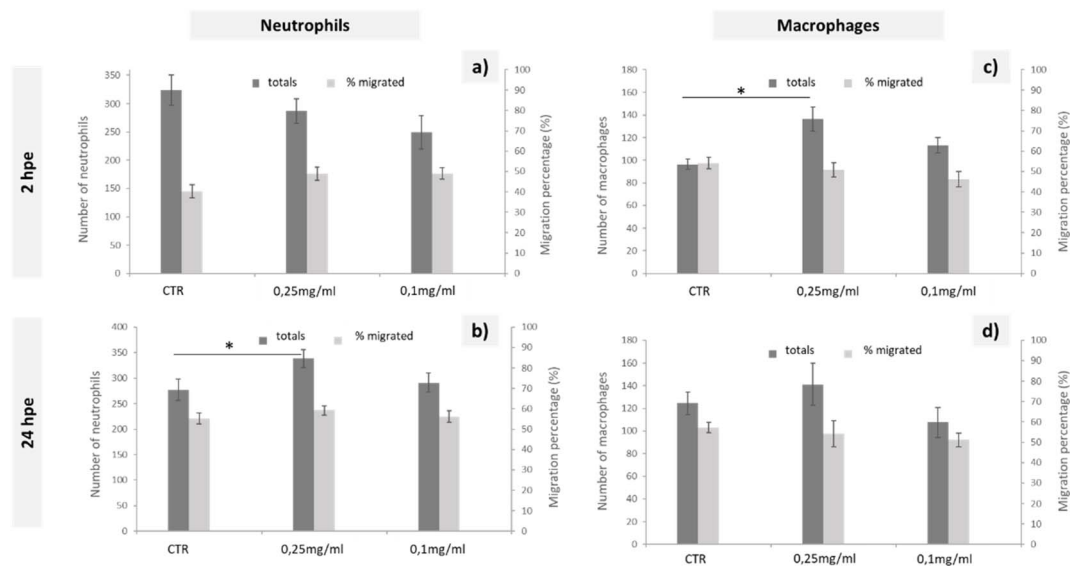 Neutrophils
Macrophages
2 hpe
24 hpe
a)
totals
% migrated
Number of neutrophils
350
300
250
200
150
100
50
0
100
90
80
70
60
50
40
30
20
10
0
Migration percentage (%)
CTR
0,25mg/ml
0,1mg/ml
c)
totals
% migrated
*
Number of macrophages
180
160
140
120
100
80
60
40
20
0
100
90
80
70
60
50
40
30
20
10
0
Migration percentage (%)
CTR
0,25mg/ml
0,1mg/ml
b)
totals
% migrated
*
Number of neutrophils
400
350
300
250
200
150
100
50
0
100
90
80
70
60
50
40
30
20
10
0
Migration percentage (%)
CTR
0,25mg/ml
0,1mg/ml
d)
totals
% migrated
Number of macrophages
180
160
140
120
100
80
60
40
20
0
100
90
80
70
60
50
40
30
20
10
0
Migration percentage (%)
CTR
0,25mg/ml
0,1mg/ml